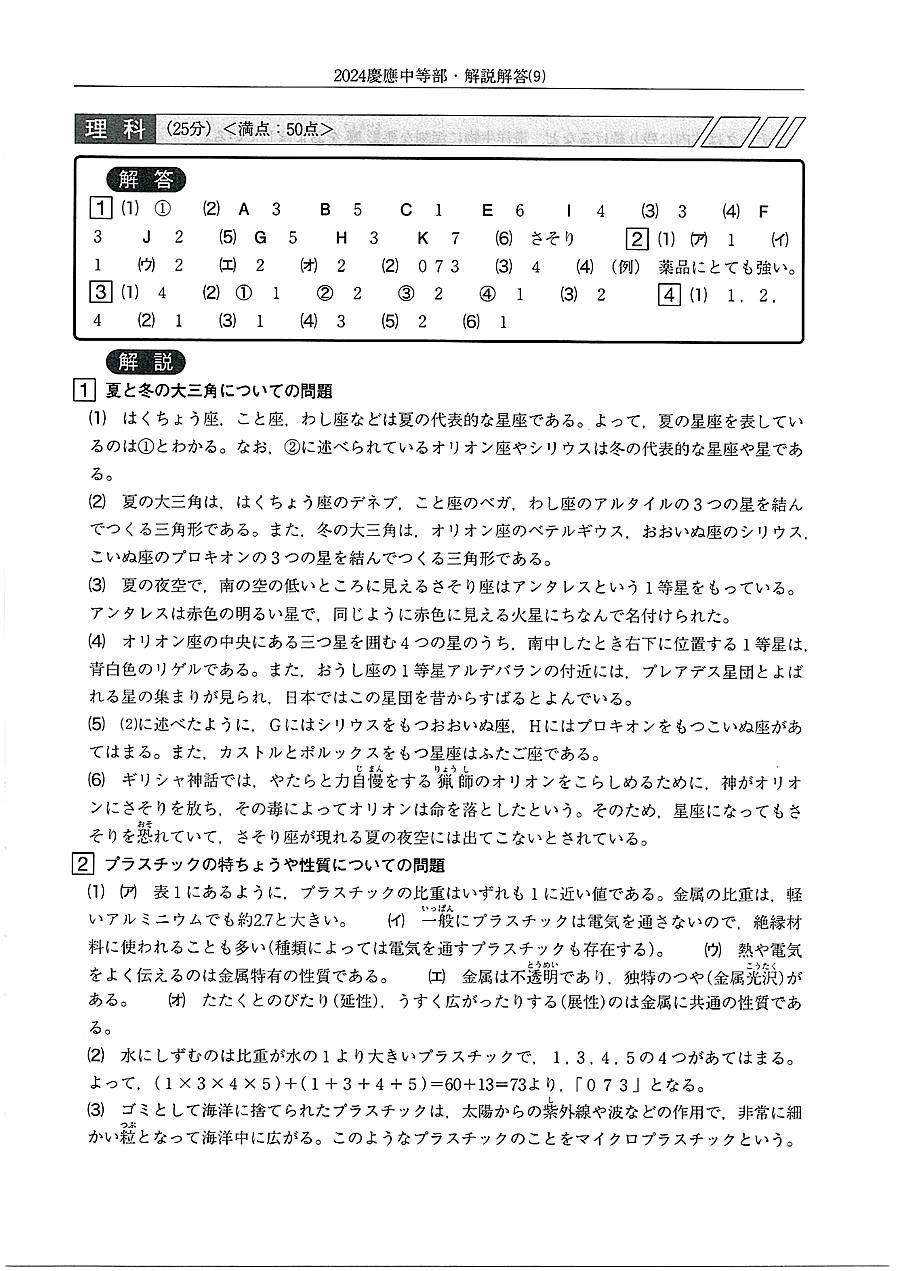 2024慶應中等部・解説解答(9)
理科 (25分) <満点:50点>
解答
1 (1) ① (2) A 3 B 5 C 1 E 6 I 4 (3) 3 (4) F
3 J 2 (5) G 5 H 3 K 7 (6) さそり 2 (1) (ア) 1 (イ)
1 (ウ) 2 (エ) 2 (オ) 2 (2) 073 (3) 4 (4) (例) 薬品にとても強い。
3 (1) 4 (2) ① 1 ② 2 ③ 2 ④ 1 (3) 2 4 (1) 1, 2,
4 (2) 1 (3) 1 (4) 3 (5) 2 (6) 1
解説
1 夏と冬の大三角についての問題
(1) はくちょう座,こと座,わし座などは夏の代表的な星座である。よって,夏の星座を表してい
るのは①とわかる。なお,②に述べられているオリオン座やシリウスは冬の代表的な星座や星であ
る。
(2) 夏の大三角は,はくちょう座のデネブ,こと座のベガ,わし座のアルタイルの3つの星を結ん
でつくる三角形である。また,冬の大三角は,オリオン座のベテルギウス,おおいぬ座のシリウス,
こいぬ座のプロキオンの3つの星を結んでつくる三角形である。
(3) 夏の夜空で,南の空の低いところに見えるさそり座はアンタレスという1等星をもっている。
アンタレスは赤色の明るい星で,同じように赤色に見える火星にちなんで名付けられた。
(4) オリオン座の中央にある三つ星を囲む4つの星のうち,南中したとき右下に位置する1等星は,
青白色のリゲルである。また,おうし座の1等星アルデバランの付近には,プレアデス星団とよば
れる星の集まりが見られ,日本ではこの星団を昔からすばるとよんでいる。
(5) (2)に述べたように,Gにはシリウスをもつおおいぬ座,Hにはプロキオンをもつこいぬ座があ
てはまる。また,カストルとポルックスをもつ星座はふたご座である。
(6) ギリシャ神話では,やたらと力自慢をする猟師のオリオンをこらしめるために,神がオリオ
ンにさそりを放ち,その毒によってオリオンは命を落としたという。そのため,星座になってもさ
そりを恐れていて,さそり座が現れる夏の夜空には出てこないとされている。
2 プラスチックの特ちょうや性質についての問題
(1) (ア) 表1にあるように,プラスチックの比重はいずれも1に近い値である。金属の比重は,軽
いアルミニウムでも約2.7と大きい。 (イ) 一般にプラスチックは電気を通さないので,絶縁材
料に使われることも多い(種類によっては電気を通すプラスチックも存在する)。 (ウ) 熱や電気
をよく伝えるのは金属特有の性質である。 (エ) 金属は不透明であり,独特のつや(金属光沢)が
ある。 (オ) たたくとのびたり(延性),うすく広がったりする(展性)のは金属に共通の性質であ
る。
(2) 水にしずむのは比重が水の1より大きいプラスチックで,1,3,4,5の4つがあてはまる。
よって,(1×3×4×5)+(1+3+4+5)=60+13=73より,「073」となる。
(3) ゴミとして海洋に捨てられたプラスチックは,太陽からの紫外線や波などの作用で,非常に細
かい粒となって海洋中に広がる。このようなプラスチックのことをマイクロプラスチックという。